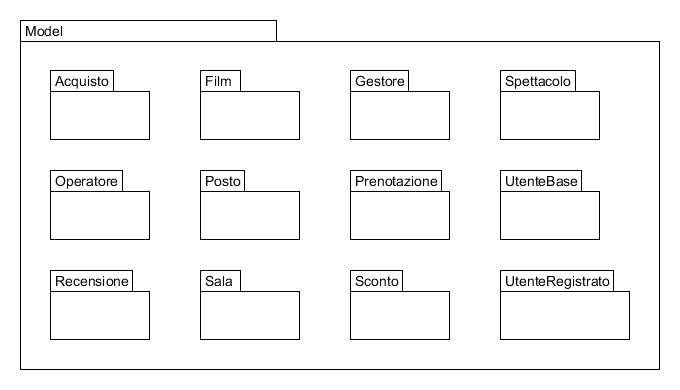 Model
Acquisto
Film
Gestore
Spettacolo
Operatore
Posto
Prenotazione
UtenteBase
Recensione
Sala
Sconto
UtenteRegistrato